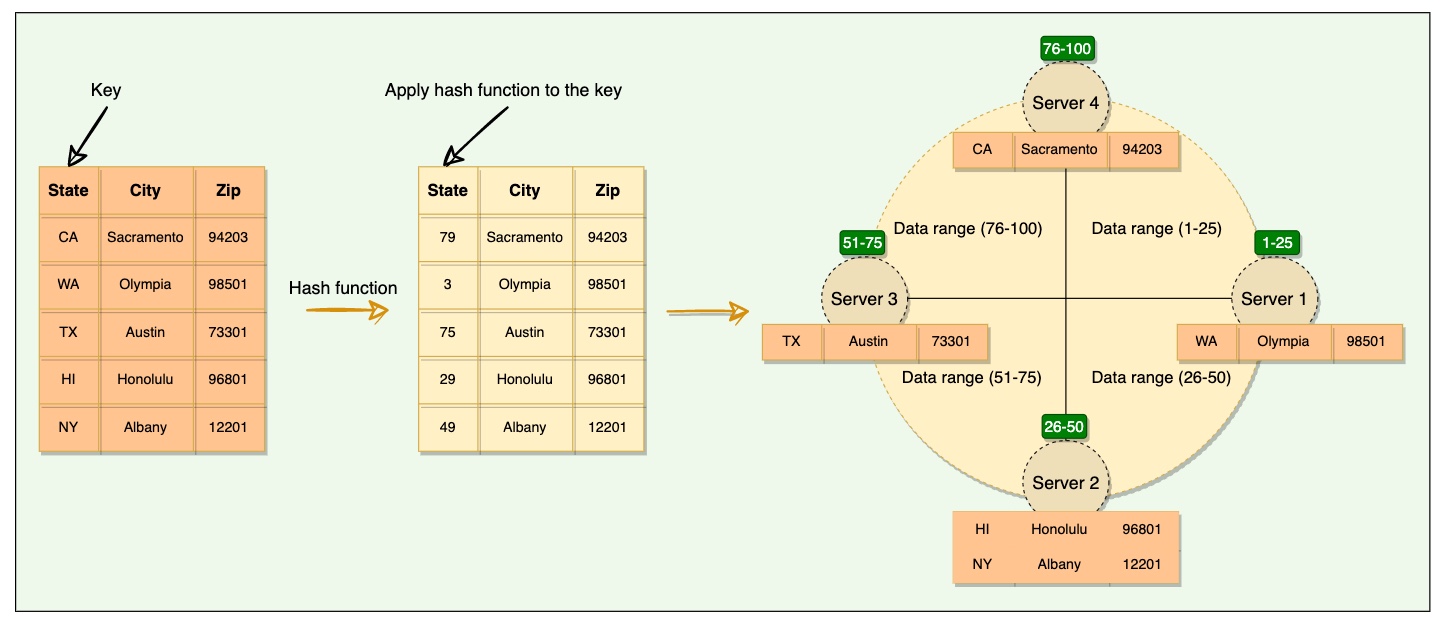 Key
State City Zip
CA Sacramento 94203
WA Olympia 98501
TX Austin 73301
HI Honolulu 96801
NY Albany 12201
Hash function
Apply hash function to the key
State City Zip
79 Sacramento 94203
3 Olympia 98501
75 Austin 73301
29 Honolulu 96801
49 Albany 12201
76-100
Server 4
CA Sacramento 94203
Data range (76-100)
Data range (1-25)
51-75
Server 3
TX Austin 73301
1-25
Server 1
WA Olympia 98501
Data range (51-75)
Data range (26-50)
26-50
Server 2
HI Honolulu 96801
NY Albany 12201